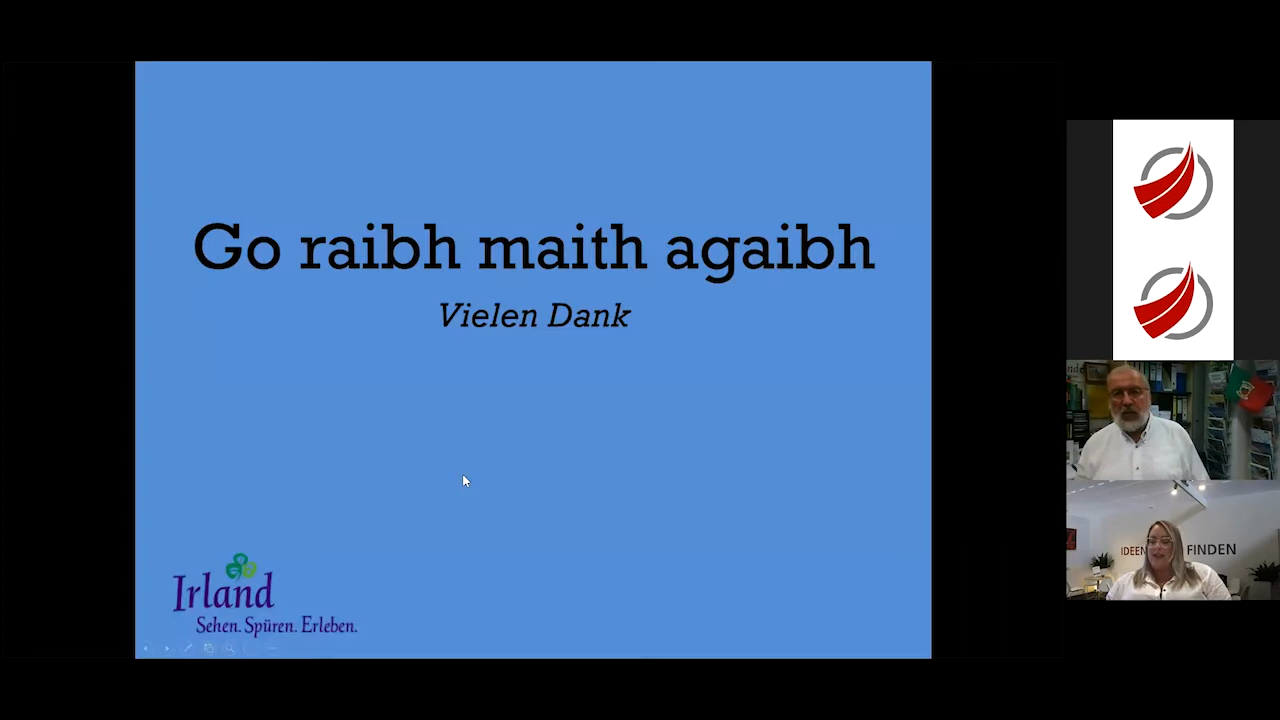 Go raibh maith agaibh
Vielen Dank
Irland
Sehen. Spüren. Erleben.
IDEEN FINDEN